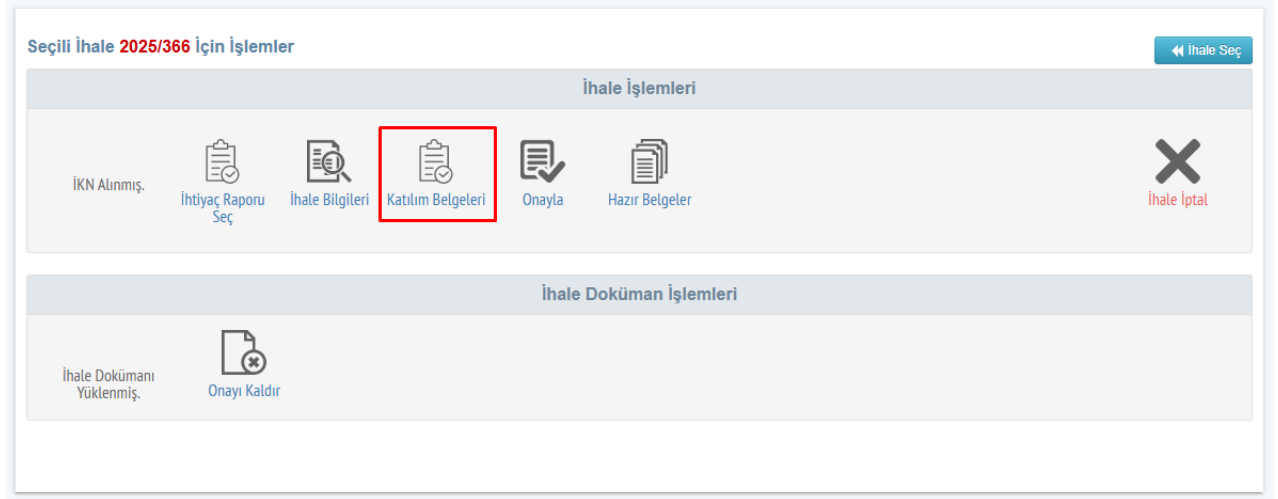 Seçili İhale 2025/366 İçin İşlemler
İhale Seç
İhale İşlemleri
İKN Alınmış.
İhtiyaç Raporu
Seç
İhale Bilgileri
Katılım Belgeleri
Onayla
Hazır Belgeler
İhale İptal
İhale Doküman İşlemleri
İhale Dokümanı
Yüklenmiş.
Onayı Kaldır